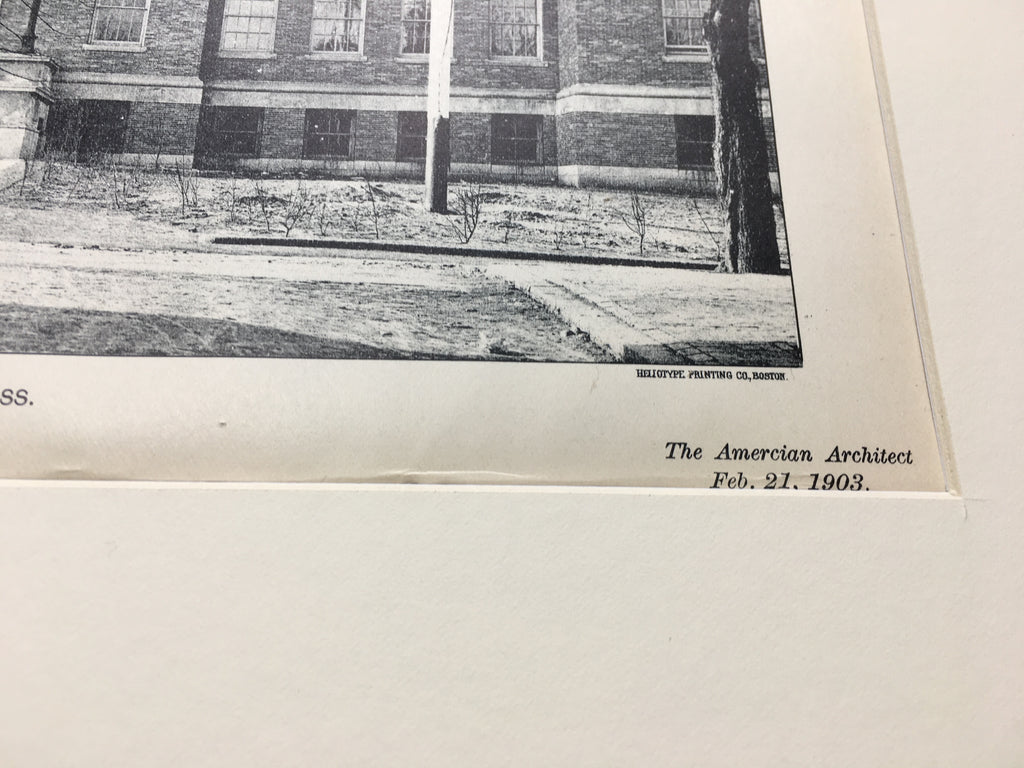 HELIOTYPE PRINTING CO., BOSTON.
ss.
The Amercian Architect
Feb. 21, 1903.